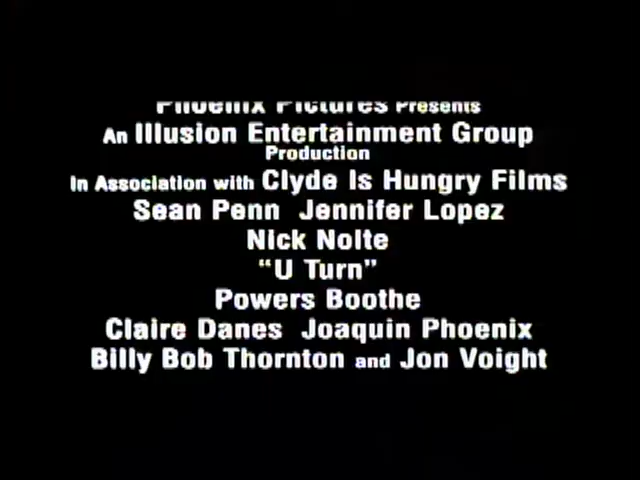 Phoenix Pictures Presents
An Illusion Entertainment Group
Production
In Association with Clyde Is Hungry Films
Sean Penn Jennifer Lopez
Nick Nolte
“U Turn”
Powers Boothe
Claire Danes Joaquin Phoenix
Billy Bob Thornton and Jon Voight